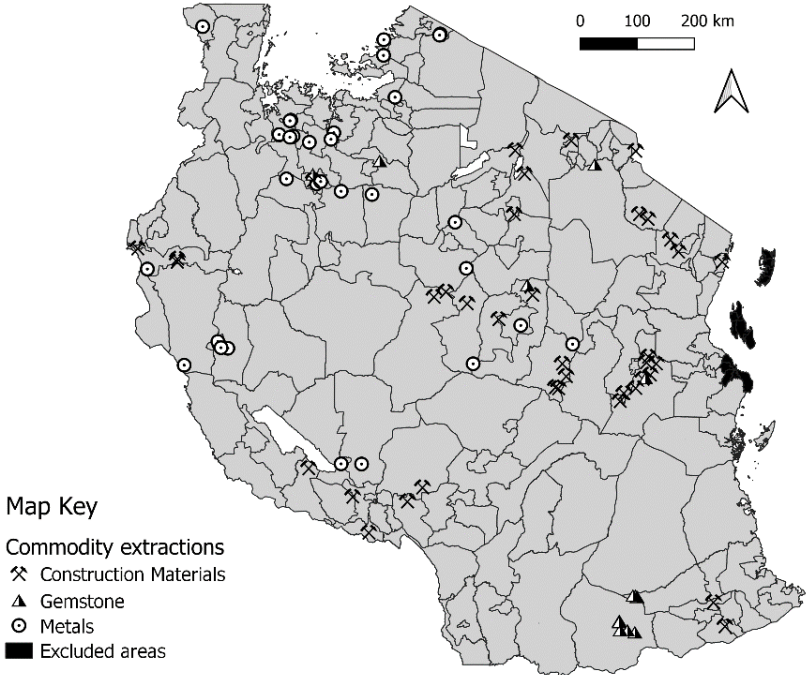 0 100 200 km
Map Key
Commodity extractions
Construction Materials
Gemstone
Metals
Excluded areas